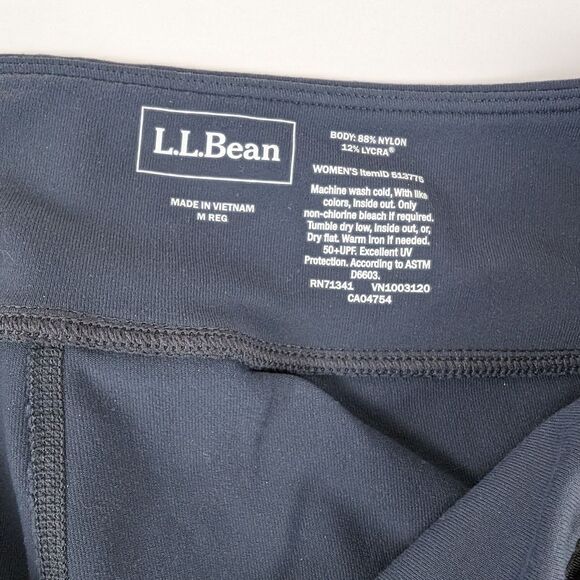 L.L.Bean
MADE IN VIETNAM
M REG
BODY: 88% NYLON
12% LYCRA®
WOMEN'S ItemID 513775
Machine wash cold, With like
colors, Inside out. Only
non-chlorine bleach if required.
Tumble dry low, Inside out, or,
Dry flat. Warm iron if needed.
50+UPF. Excellent UV
Protection. According to ASTM
D6603.
RN71341 VN1003120
CA04754